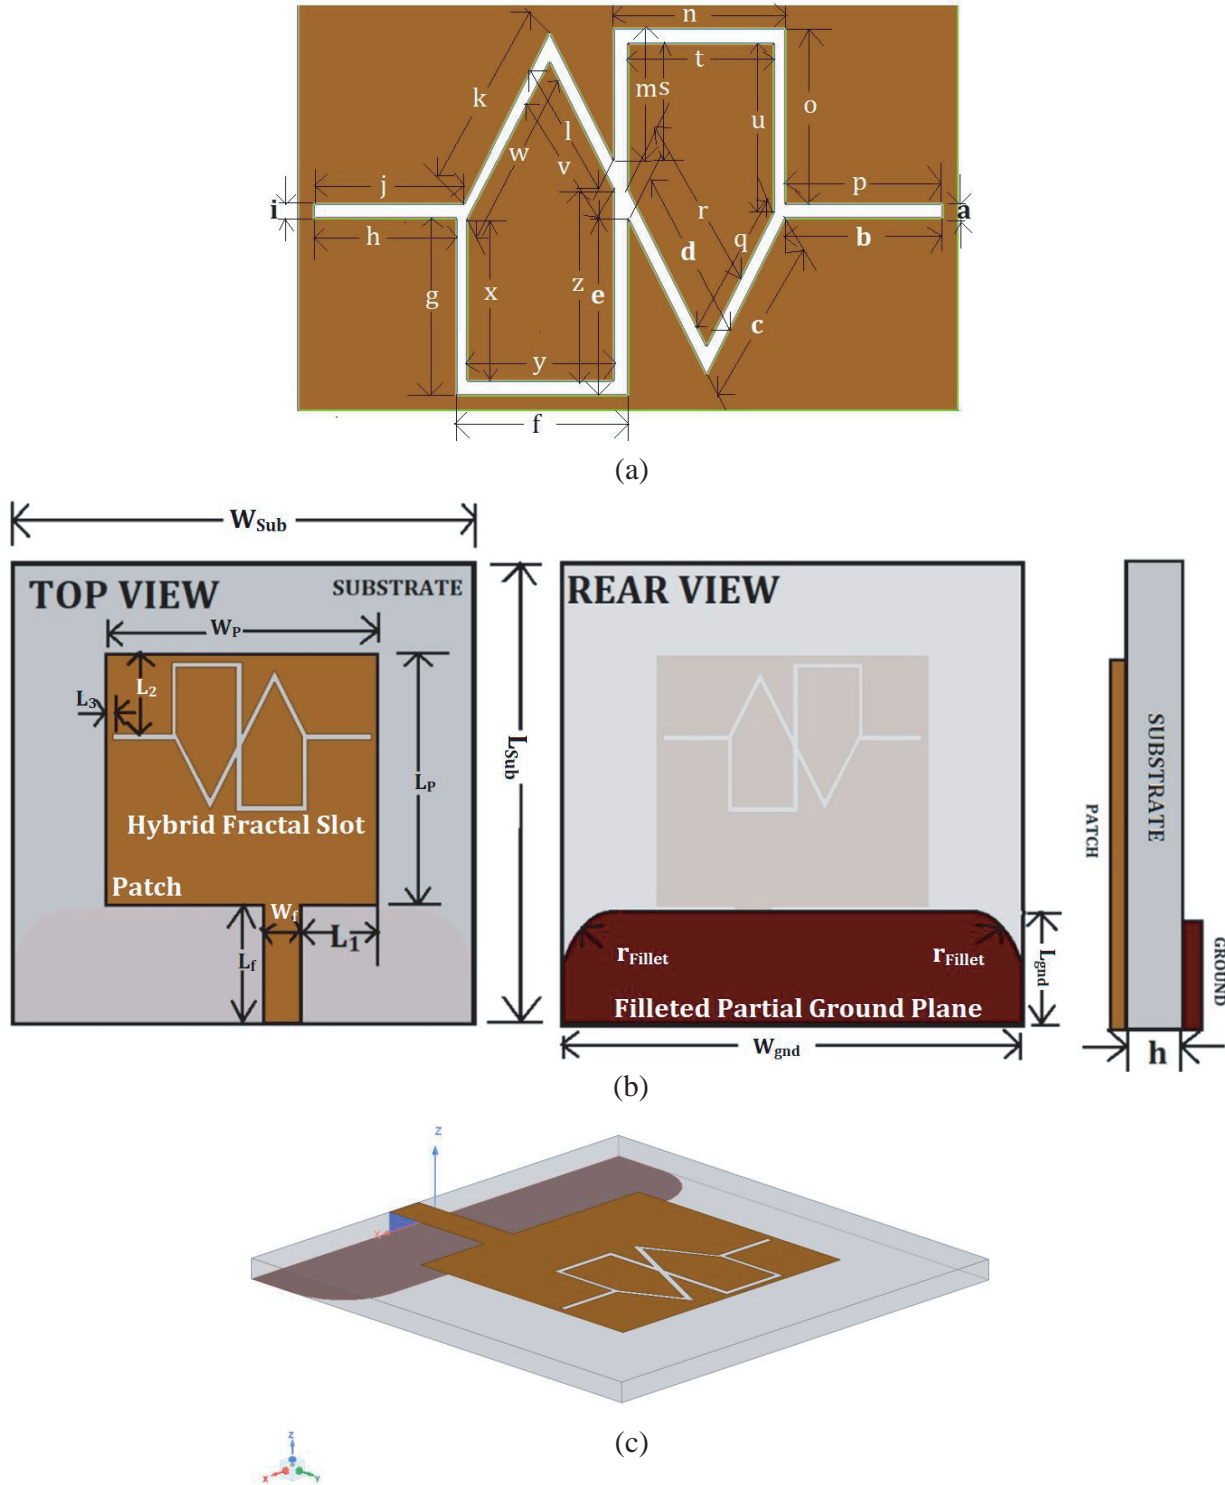 n
k
t
m
s
o
u
l
w
v
j
p
i
a
r
h
b
q
d
g
x
z
e
c
y
f
(a)
WSub
TOP VIEW
SUBSTRATE
REAR VIEW
WP
L2
L3
LSub
LP
SUBSTRATE
PATCH
Hybrid Fractal Slot
Patch
Wf
L1
Lf
rFillet
rFillet
Lgnd
GROUND
Filleted Partial Ground Plane
Wgnd
h
(b)
Z
X
(c)
Z
X
Y